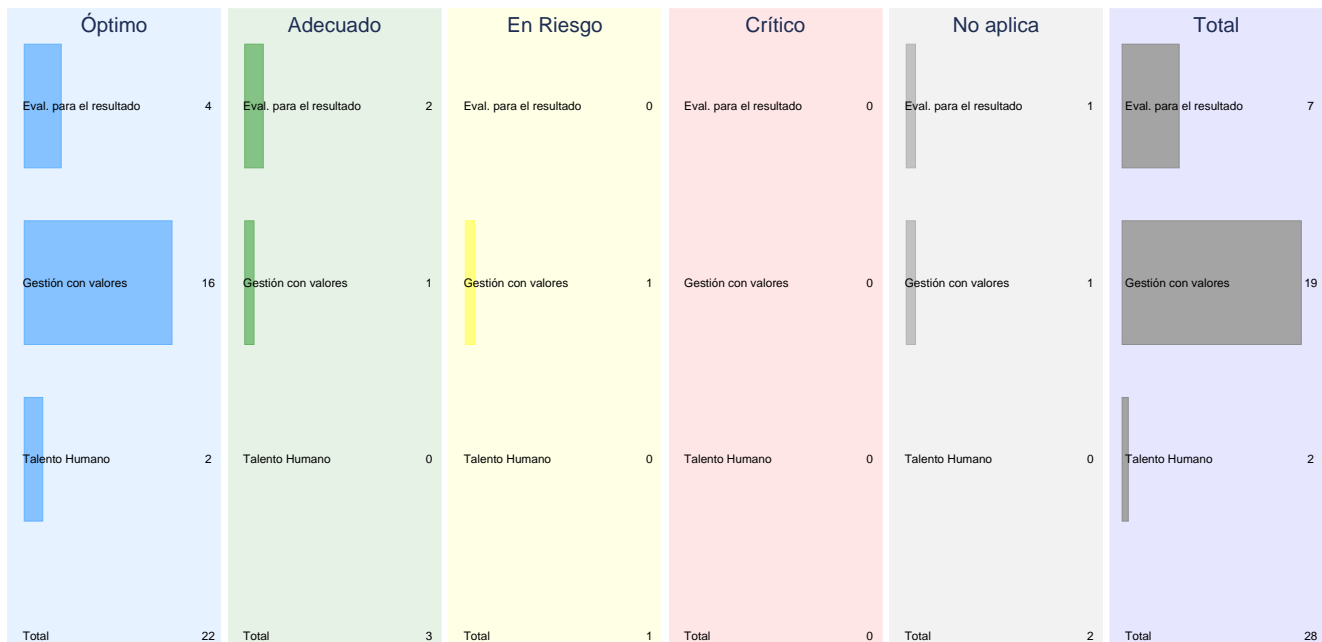 Óptimo Adecuado En Riesgo Crítico No aplica Total
Eval. para el resultado 4 Eval. para el resultado 2 Eval. para el resultado 0 Eval. para el resultado 0 Eval. para el resultado 1 Eval. para el resultado 7
Gestión con valores 16 Gestión con valores 1 Gestión con valores 1 Gestión con valores 0 Gestión con valores 1 Gestión con valores 19
Talento Humano 2 Talento Humano 0 Talento Humano 0 Talento Humano 0 Talento Humano 0 Talento Humano 2
Total 22 Total 3 Total 1 Total 0 Total 2 Total 28